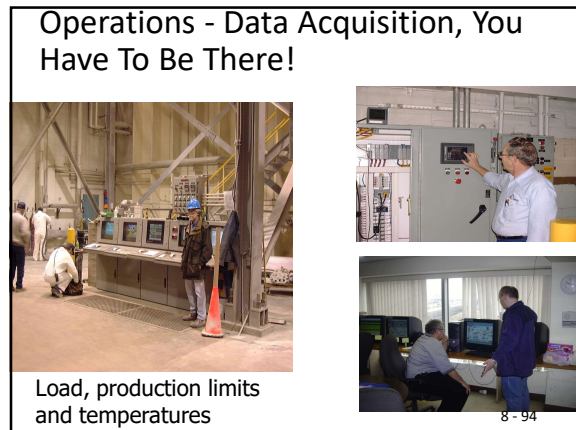 Operations - Data Acquisition, You
Have To Be There!
Load, production limits
and temperatures
8 - 94